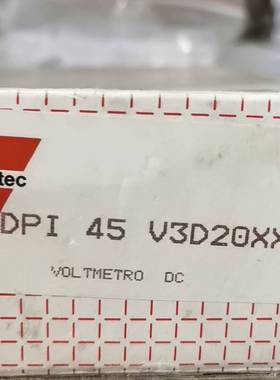 tec
DPI 45 V3D20XX
VOLTMETRO DC